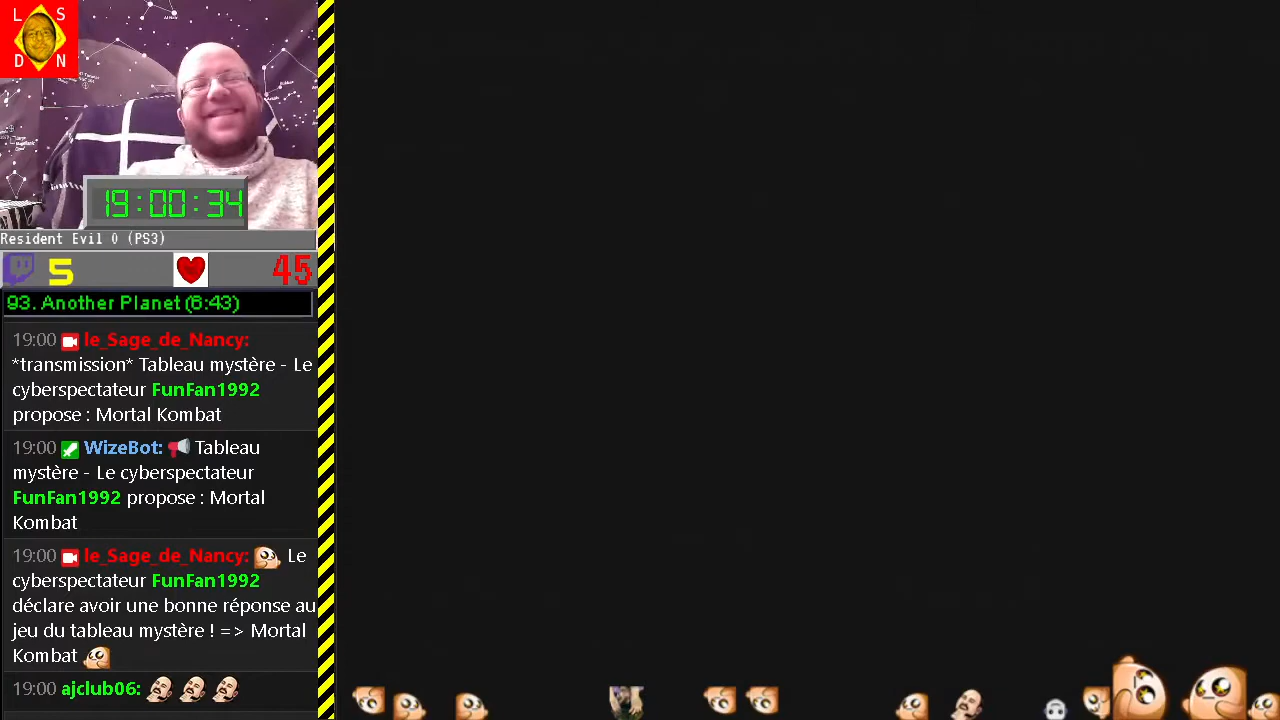 L S
D N
19:00:34
Resident Evil 0 (PS3)
5 45
93. Another Planet (6:43)
19:00 le_Sage_de_Nancy:
*transmission* Tableau mystère - Le
cyberspectateur FunFan1992
propose : Mortal Kombat
19:00 WizeBot: Tableau
mystère - Le cyberspectateur
FunFan1992 propose : Mortal
Kombat
19:00 le_Sage_de_Nancy: Le
cyberspectateur FunFan1992
déclare avoir une bonne réponse au
jeu du tableau mystère ! => Mortal
Kombat
19:00 ajclub06: